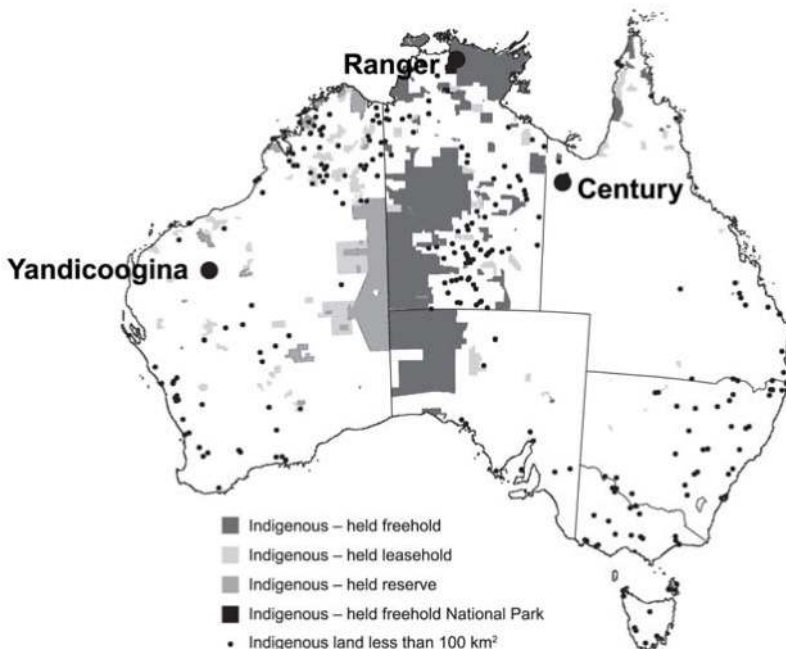 Ranger
Century
Yandicoogina
Indigenous – held freehold
Indigenous – held leasehold
Indigenous – held reserve
Indigenous – held freehold National Park
Indigenous land less than 100 km²